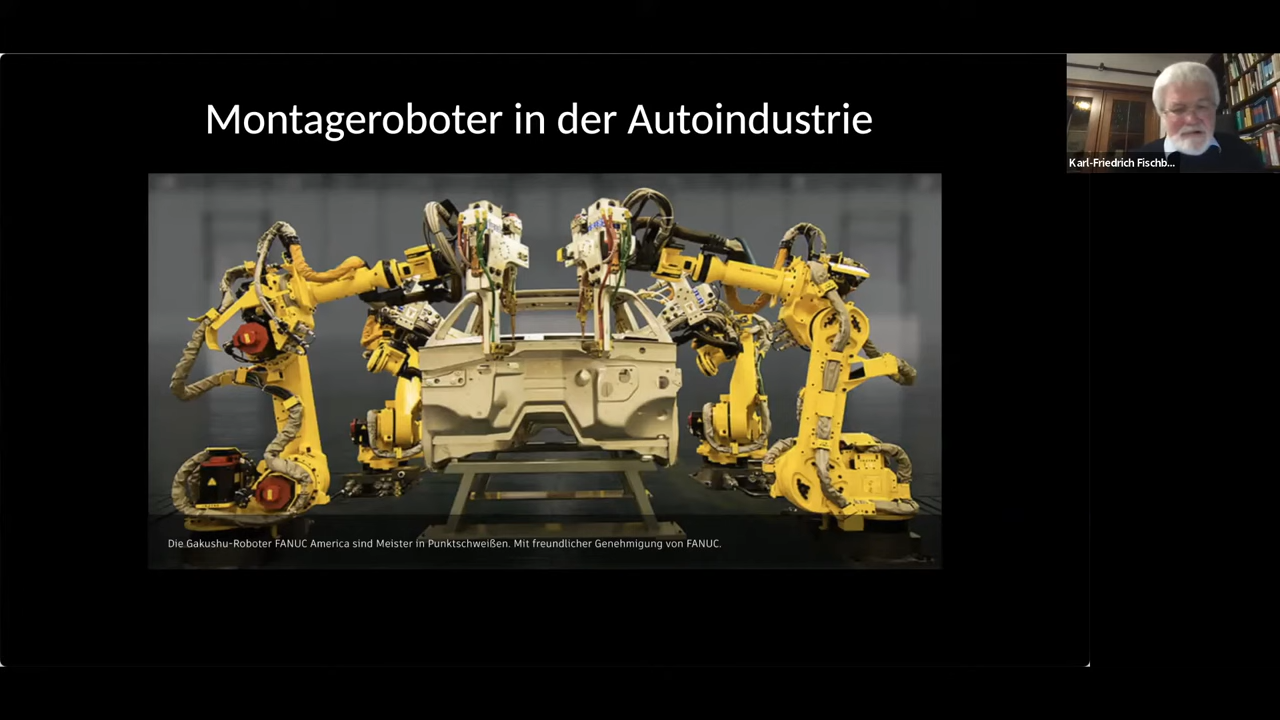 Montageroboter in der Autoindustrie
Karl-Friedrich Fischb...
Die Gakushu-Roboter FANUC America sind Meister in Punktschweißen. Mit freundlicher Genehmigung von FANUC.